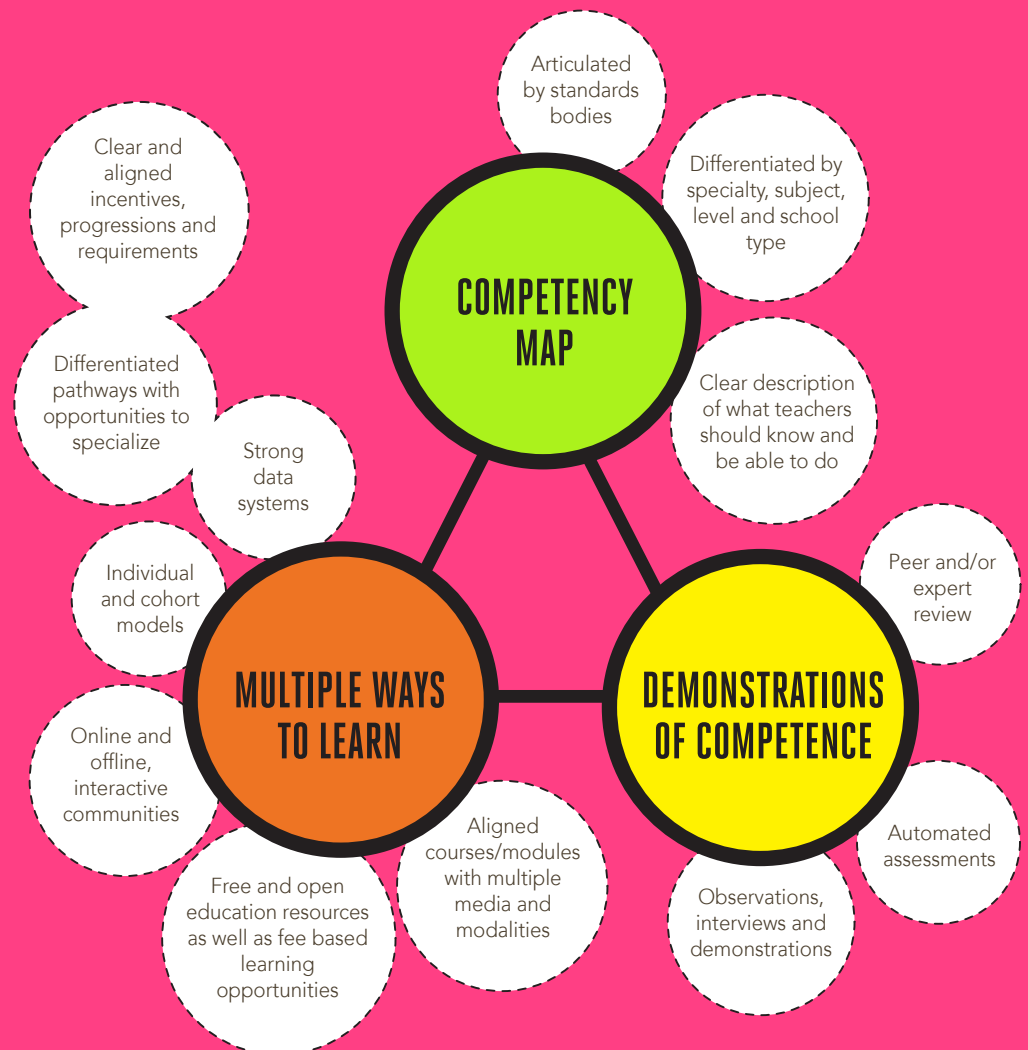 Articulated
by standards
bodies
Differentiated by
specialty, subject,
level and school
type
Clear description
of what teachers
should know and
be able to do
COMPETENCY
MAP
Clear and
aligned
incentives,
progressions and
requirements
Differentiated
pathways with
opportunities to
specialize
Strong
data
systems
Individual
and cohort
models
Online and
offline,
interactive
communities
Free and open
education resources
as well as fee based
learning
opportunities
Aligned
courses/modules
with multiple
media and
modalities
MULTIPLE WAYS
TO LEARN
DEMONSTRATIONS
OF COMPETENCE
Peer and/or
expert
review
Automated
assessments
Observations,
interviews and
demonstrations